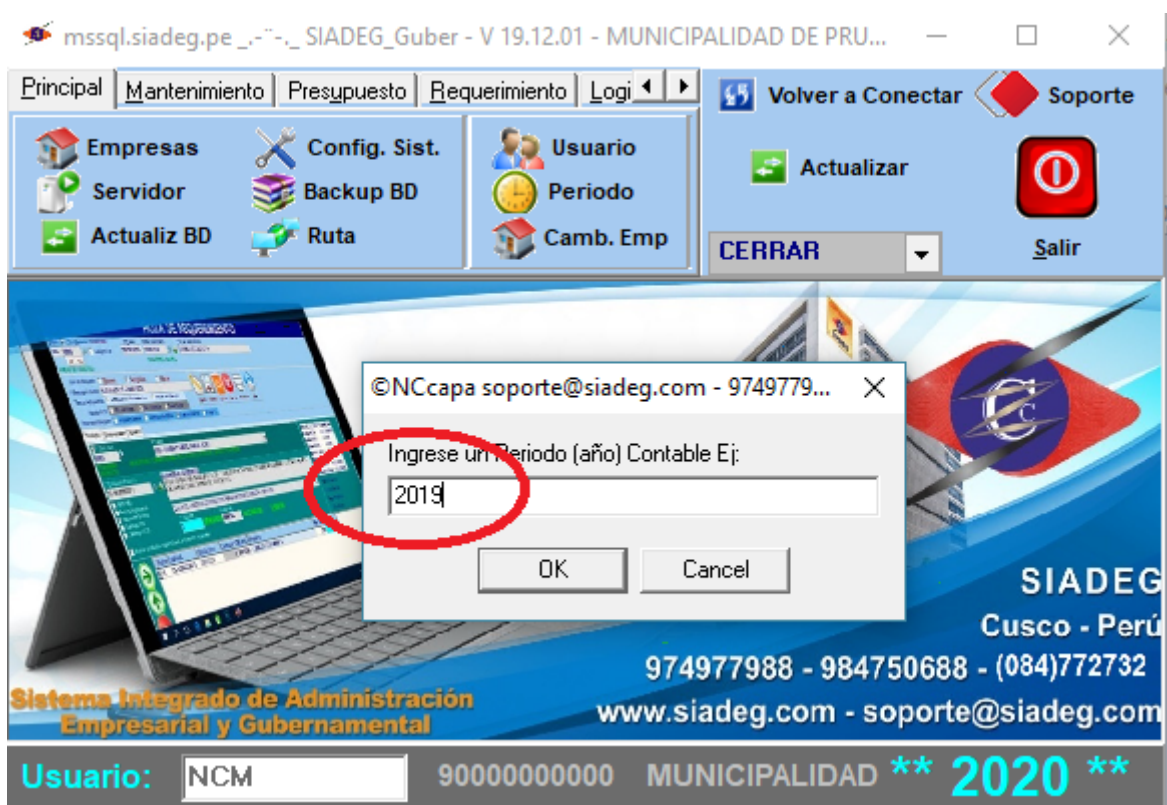 mssql.siadeg.pe _.-¨-._ SIADEG_Guber - V 19.12.01 - MUNICIPALIDAD DE PRU...
Principal Mantenimiento Presupuesto Requerimiento Logi
Volver a Conectar Soporte
Empresas Config. Sist. Usuario
Actualizar
Servidor Backup BD Periodo
Actualiz BD Ruta Camb. Emp
CERRAR Salir
HOJA DE REQUERIMIENTO
©NCcapa soporte@siadeg.com - 9749779...
Ingrese un Periodo (año) Contable Ej:
2019
OK Cancel
SIADEG
Cusco - Perú
974977988 - 984750688 - (084)772732
Sistema Integrado de Administración
Empresarial y Gubernamental
www.siadeg.com - soporte@siadeg.com
Usuario: NCM 90000000000 MUNICIPALIDAD ** 2020 **